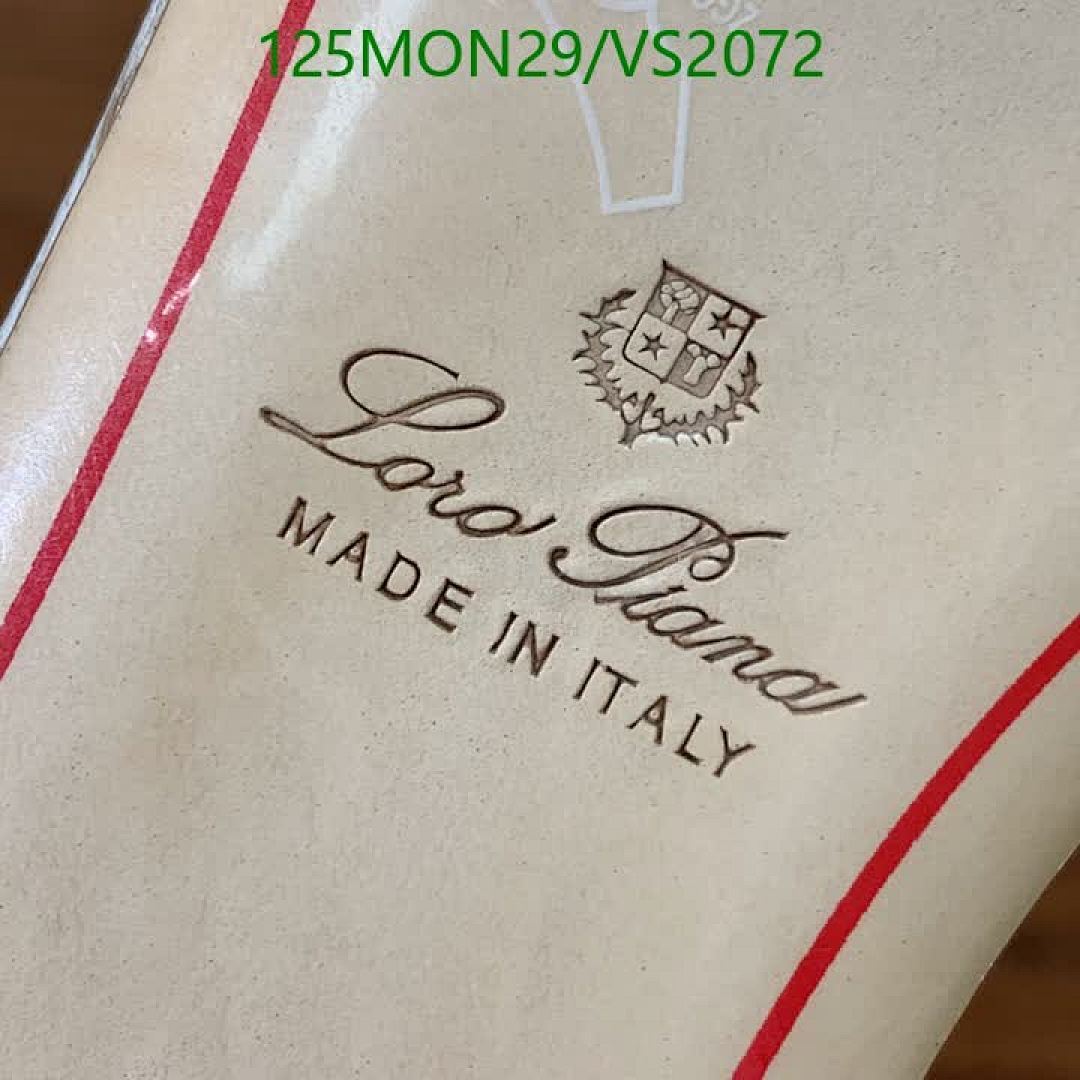 125MON29/VS2072
Loro Piana
MADE IN ITALY